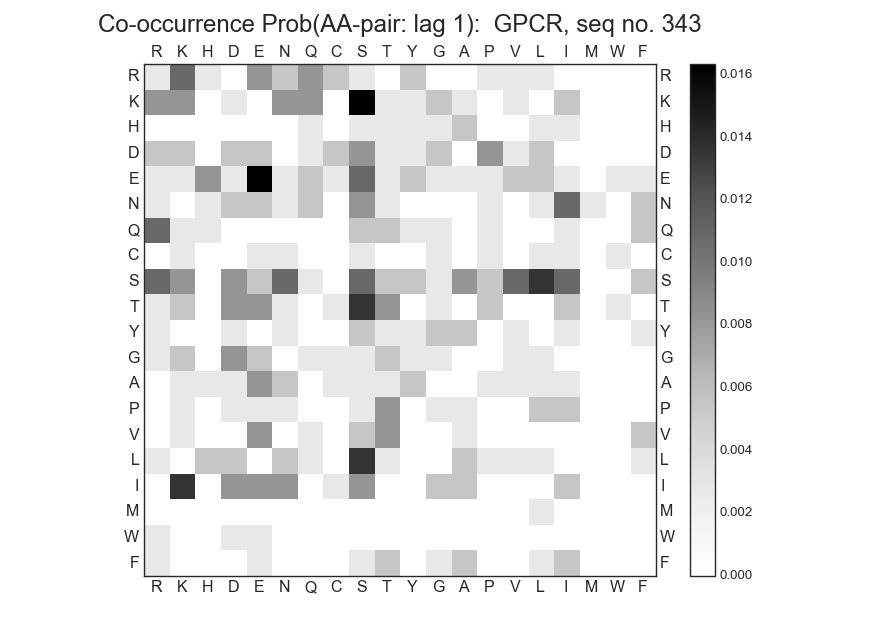 Co-occurrence Prob(AA-pair: lag 1):  GPCR, seq no. 343
R K H D E N Q C S T Y G A P V L I M W F
R R 0.016
K K
H H 0.014
D D
E E 0.012
N N
Q Q 0.010
C C
S S 0.008
T T
Y Y
G G 0.006
A A
P P 0.004
V V
L L
I I 0.002
M M
W W
F F 0.000
R K H D E N Q C S T Y G A P V L I M W F